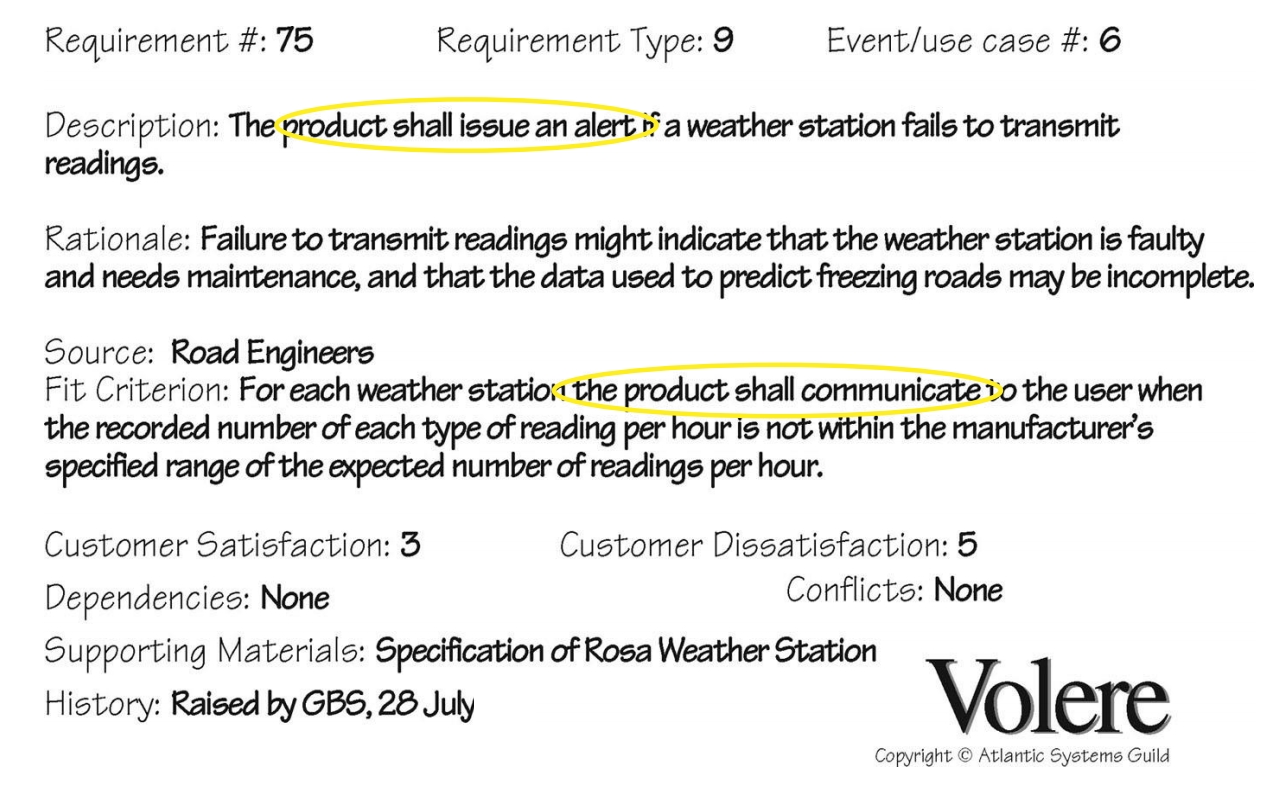 Requirement #: 75 Requirement Type: 9 Event/use case #: 6
Description: The product shall issue an alert if a weather station fails to transmit
readings.
Rationale: Failure to transmit readings might indicate that the weather station is faulty
and needs maintenance, and that the data used to predict freezing roads may be incomplete.
Source: Road Engineers
Fit Criterion: For each weather station the product shall communicate to the user when
the recorded number of each type of reading per hour is not within the manufacturer's
specified range of the expected number of readings per hour.
Customer Satisfaction: 3 Customer Dissatisfaction: 5
Dependencies: None Conflicts: None
Supporting Materials: Specification of Rosa Weather Station
History: Raised by GBS, 28 July
Volere
Copyright © Atlantic Systems Guild